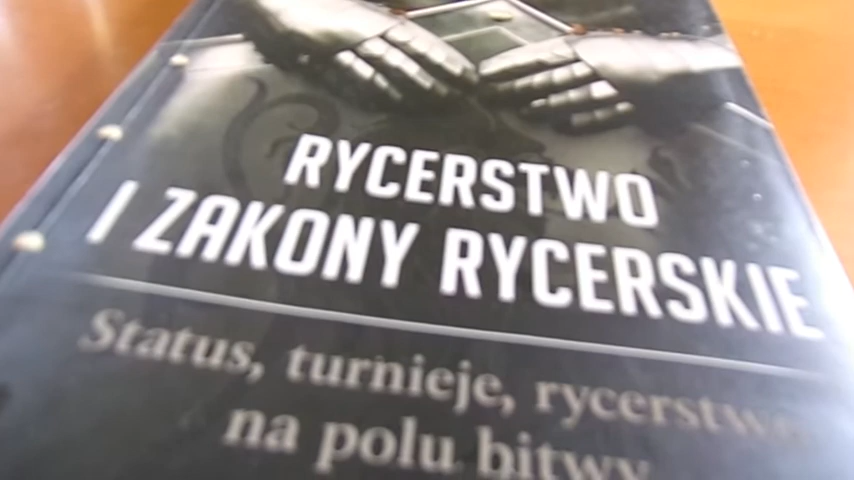 RYCERSTWO
I ZAKONY RYCERSKIE
Status, turnieje, rycerstwo
na polu bitwy